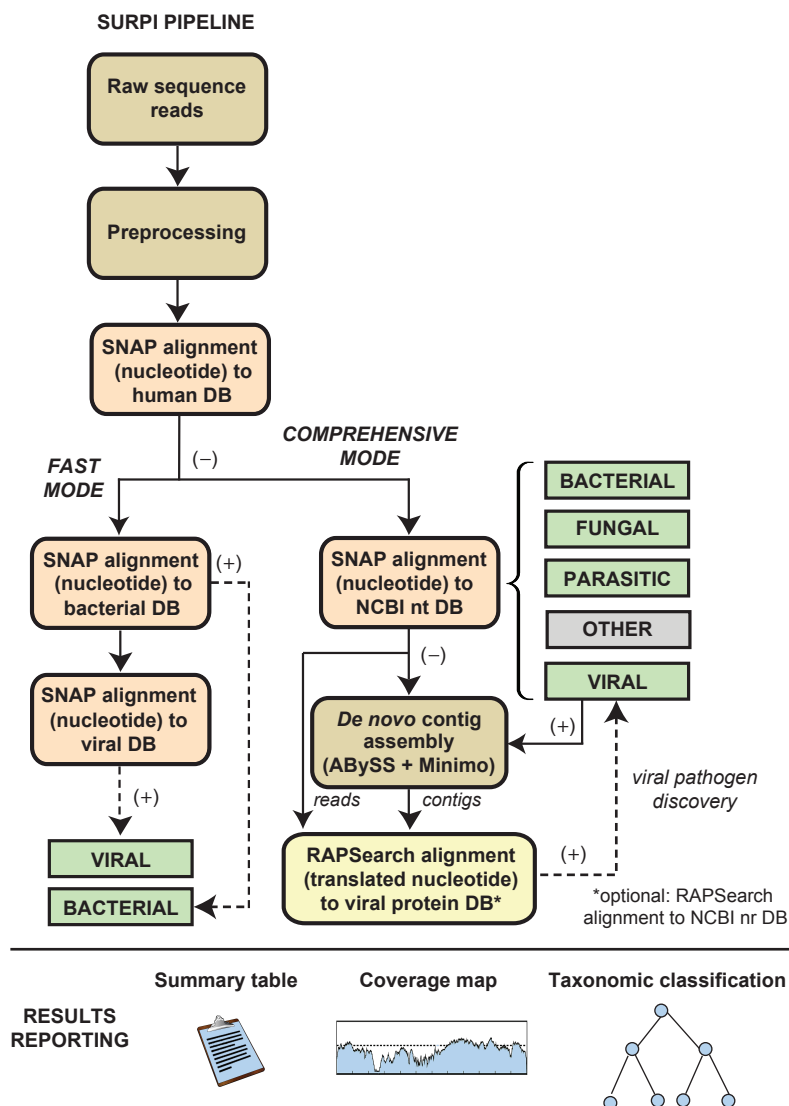 SURPI PIPELINE
Raw sequence
reads
Preprocessing
SNAP alignment
(nucleotide) to
human DB
(−)
FAST
MODE
COMPREHENSIVE
MODE
SNAP alignment
(nucleotide) to
bacterial DB
(+)
SNAP alignment
(nucleotide) to
viral DB
(+)
VIRAL
BACTERIAL
SNAP alignment
(nucleotide) to
NCBI nt DB
BACTERIAL
FUNGAL
PARASITIC
OTHER
VIRAL
(−)
(+)
De novo contig
assembly
(ABySS + Minimo)
reads
contigs
RAPSearch alignment
(translated nucleotide)
to viral protein DB*
(+)
viral pathogen
discovery
*optional: RAPSearch
alignment to NCBI nr DB
RESULTS
REPORTING
Summary table
Coverage map
Taxonomic classification